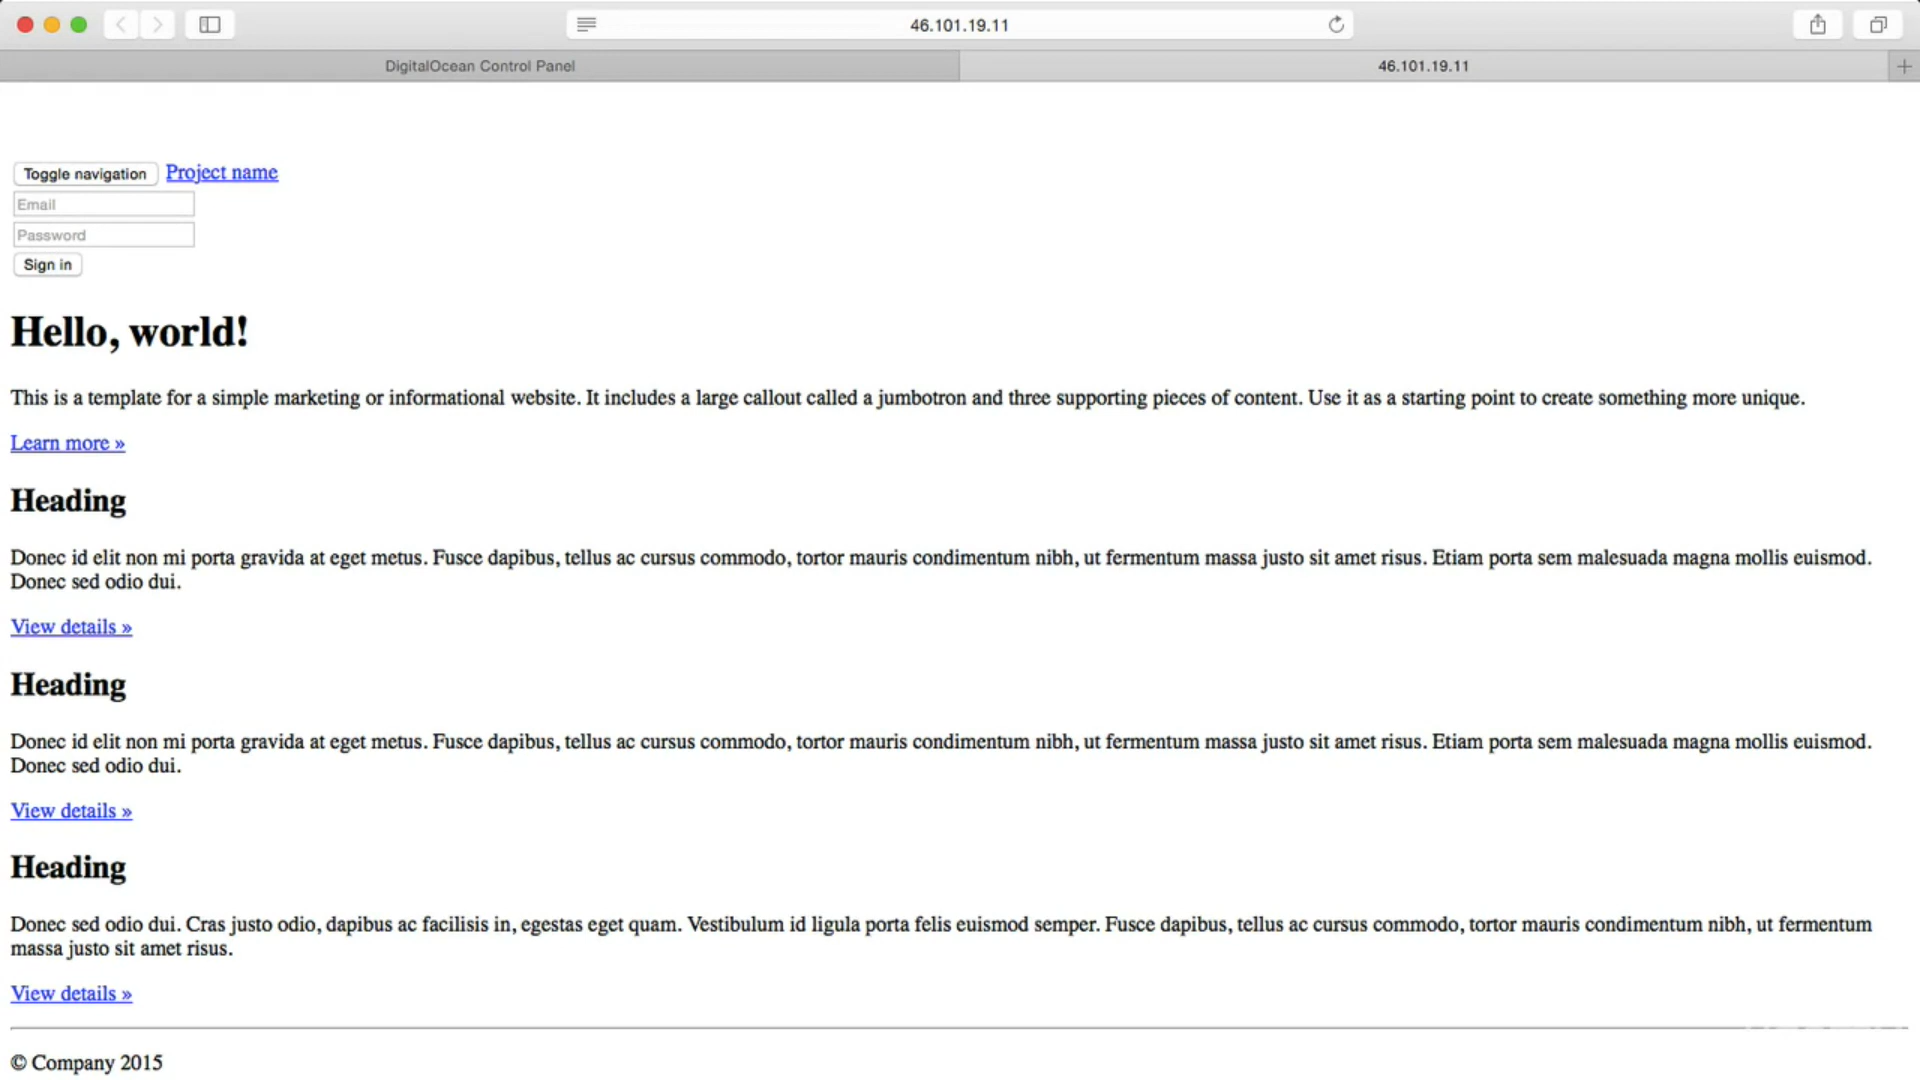 46.101.19.11
DigitalOcean Control Panel
46.101.19.11
Toggle navigation Project name
Email
Password
Sign in
Hello, world!
This is a template for a simple marketing or informational website. It includes a large callout called a jumbotron and three supporting pieces of content. Use it as a starting point to create something more unique.
Learn more »
Heading
Donec id elit non mi porta gravida at eget metus. Fusce dapibus, tellus ac cursus commodo, tortor mauris condimentum nibh, ut fermentum massa justo sit amet risus. Etiam porta sem malesuada magna mollis euismod.
Donec sed odio dui.
View details »
Heading
Donec id elit non mi porta gravida at eget metus. Fusce dapibus, tellus ac cursus commodo, tortor mauris condimentum nibh, ut fermentum massa justo sit amet risus. Etiam porta sem malesuada magna mollis euismod.
Donec sed odio dui.
View details »
Heading
Donec sed odio dui. Cras justo odio, dapibus ac facilisis in, egestas eget quam. Vestibulum id ligula porta felis euismod semper. Fusce dapibus, tellus ac cursus commodo, tortor mauris condimentum nibh, ut fermentum
massa justo sit amet risus.
View details »
© Company 2015